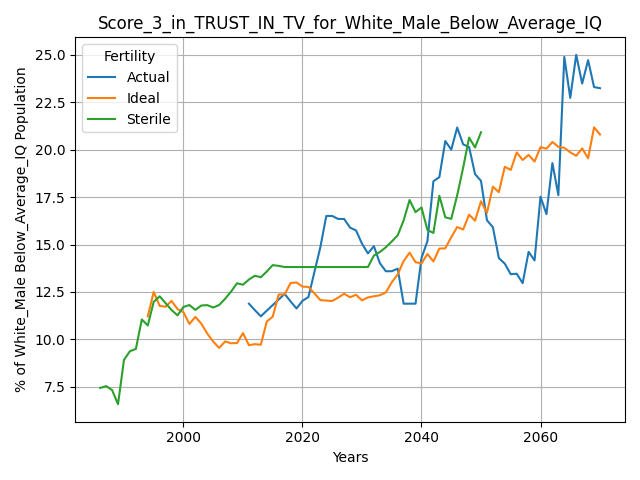 Score_3_in_TRUST_IN_TV_for_White_Male_Below_Average_IQ
% of White_Male Below_Average_IQ Population
25.0
22.5
20.0
17.5
15.0
12.5
10.0
7.5
Fertility
Actual
Ideal
Sterile
2000
2020
2040
2060
Years